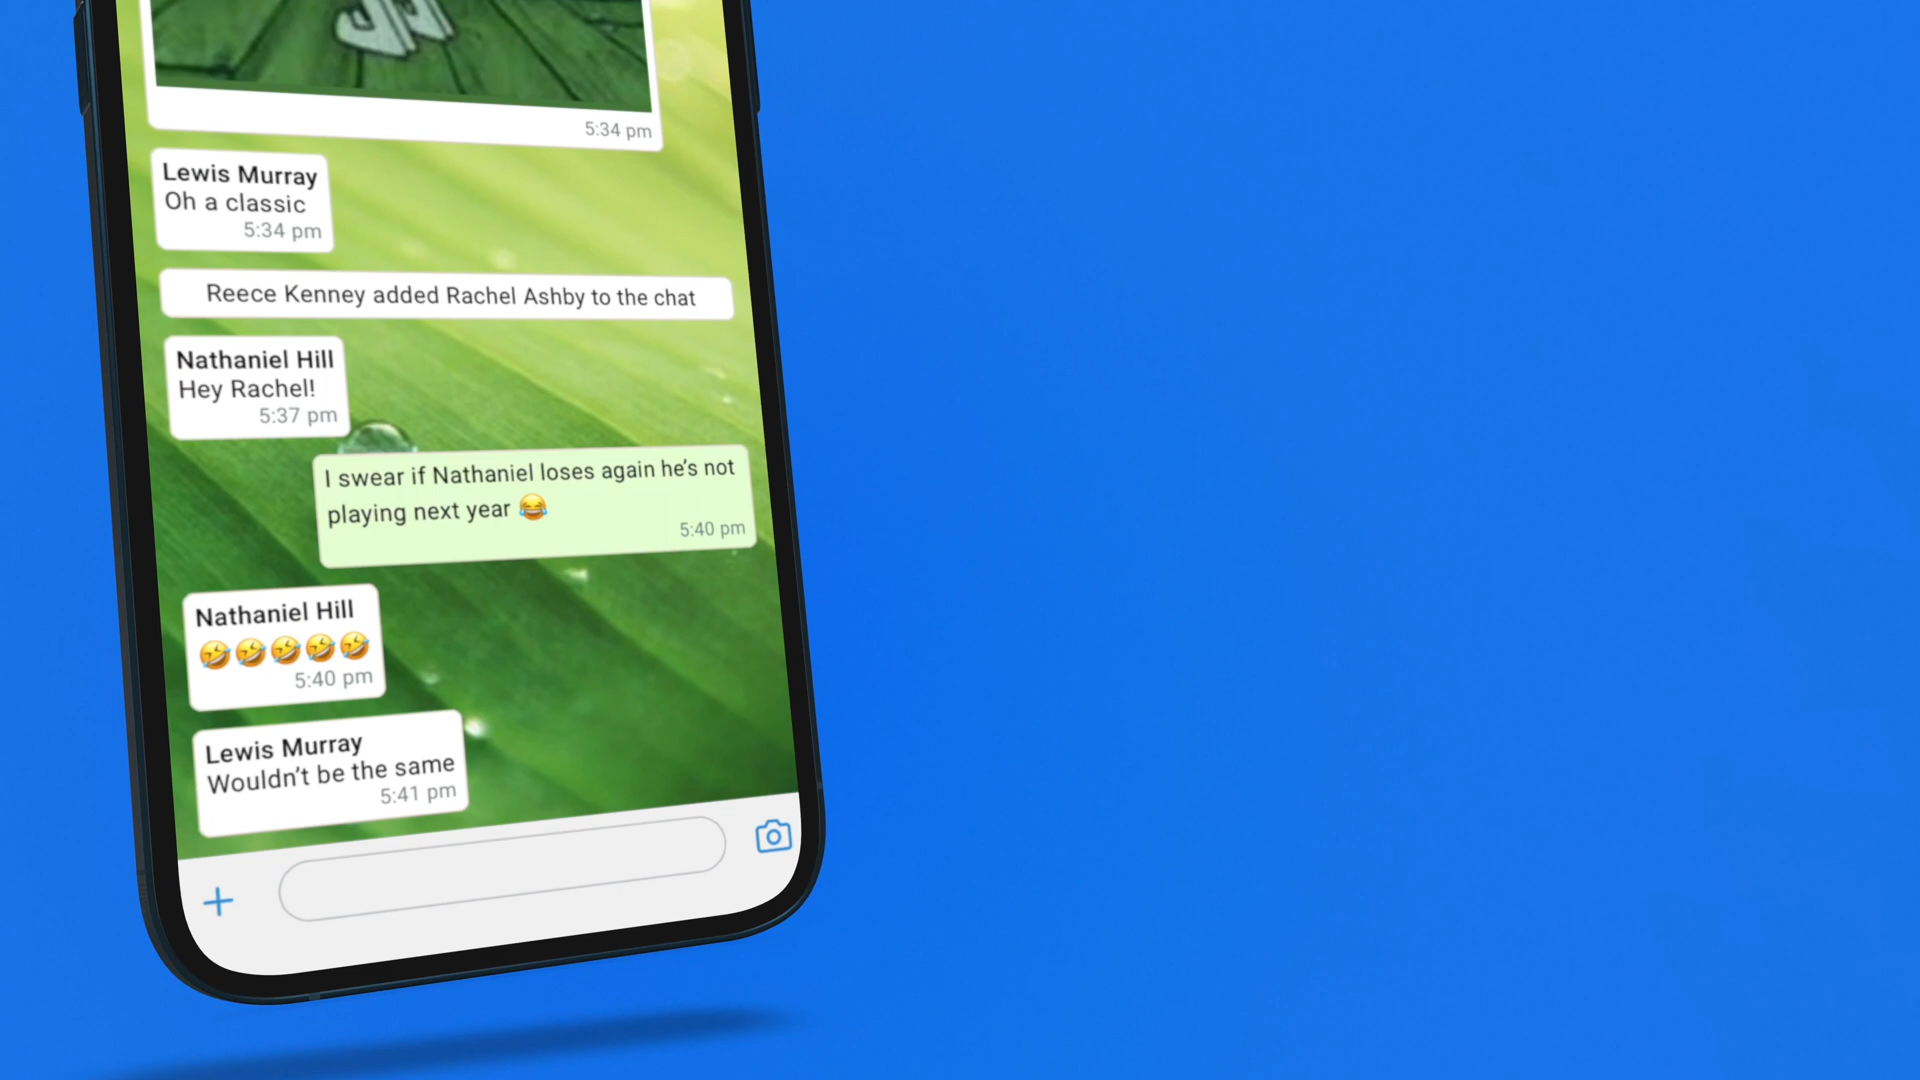 5:34 pm
Lewis Murray
Oh a classic
5:34 pm
Reece Kenney added Rachel Ashby to the chat
Nathaniel Hill
Hey Rachel!
5:37 pm
I swear if Nathaniel loses again he's not
playing next year 😂
5:40 pm
Nathaniel Hill
🤣🤣🤣🤣🤣
5:40 pm
Lewis Murray
Wouldn't be the same
5:41 pm